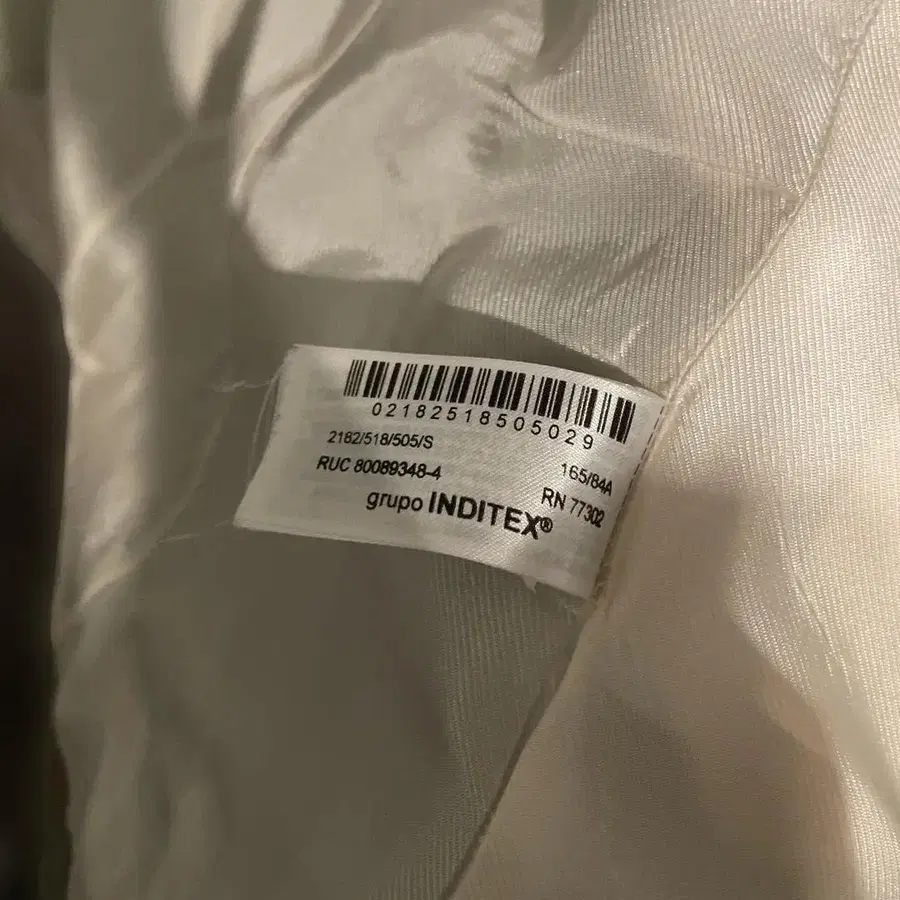 02182518505029
2182/518/505/S
165/84A
RUC 80089348-4
RN 77302
grupo INDITEX®